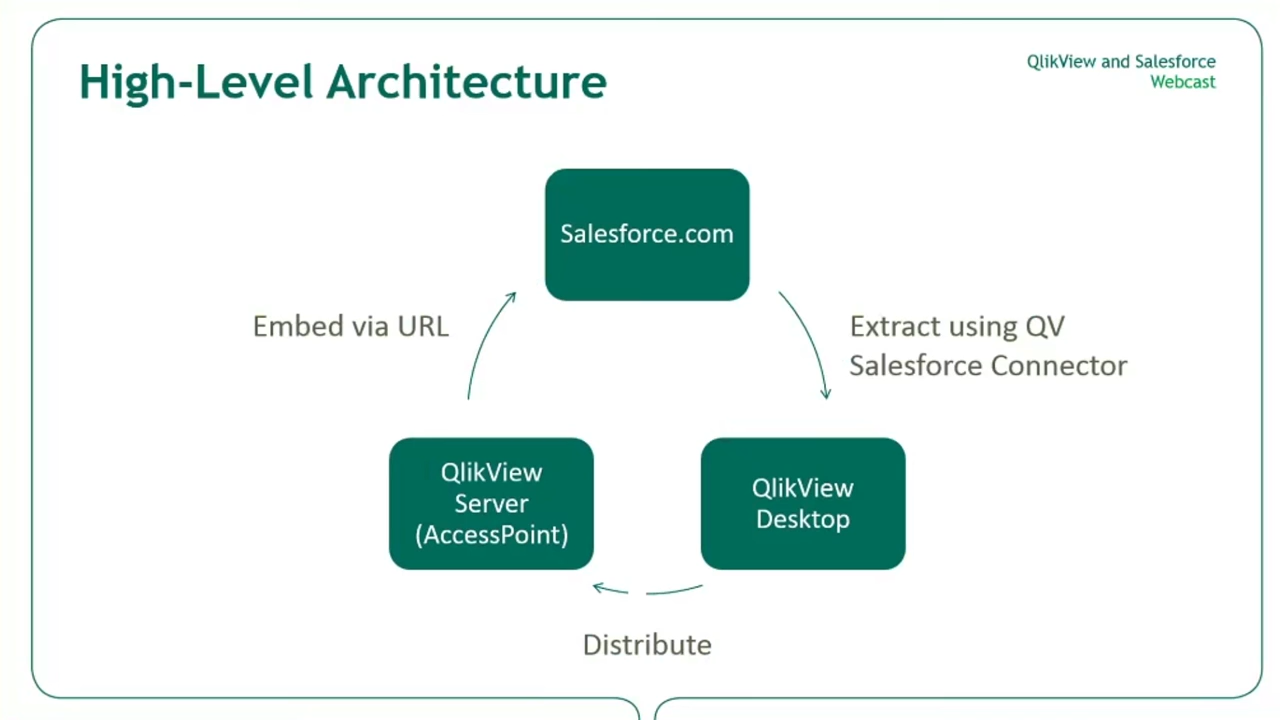 High-Level Architecture
QlikView and Salesforce
Webcast
Salesforce.com
Embed via URL
Extract using QV
Salesforce Connector
QlikView
Server
(AccessPoint)
QlikView
Desktop
Distribute